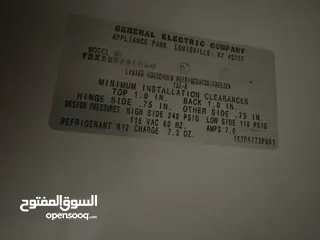 GENERAL ELECTRIC COMPANY
APPLIANCE PARK LOUISVILLE, KY 40225
MODEL NO
LISTED HOUSEHOLD REFRIGERATOR/FREEZER
MINIMUM INSTALLATION CLEARANCES
TOP 1.0 IN. BACK 1.0 IN.
HINGE SIDE .75 IN. OTHER SIDE .75 IN.
DESIGN PRESSURES HIGH SIDE 240 PSIG LOW SIDE 110 PSIG
115 VAC 60 HZ. AMPS
REFRIGERANT R12 CHARGE 7.3 OZ.
السوق المفتوح
opensooq.com